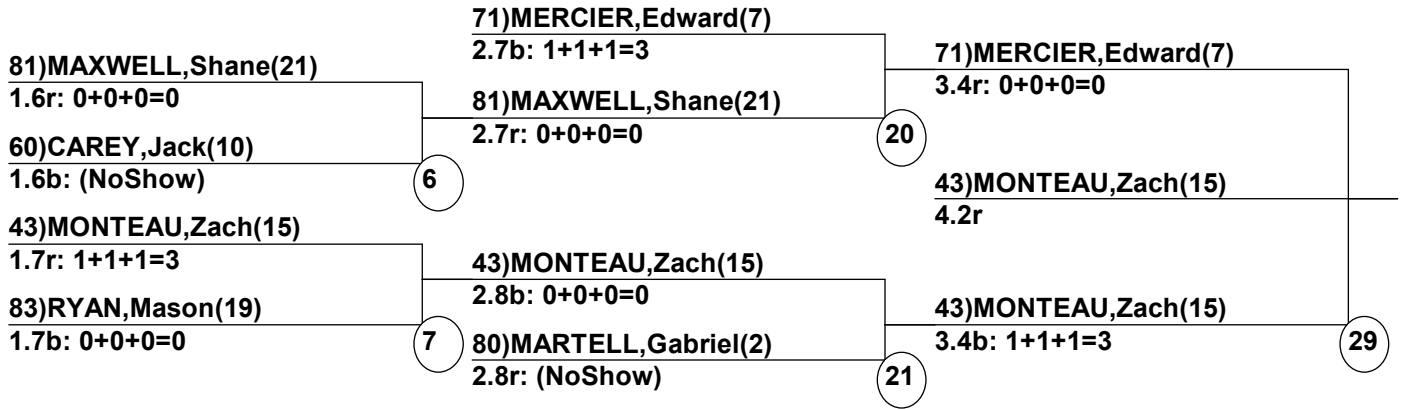 81)MAXWELL,Shane(21)
1.6r: 0+0+0=0
60)CAREY,Jack(10)
1.6b: (NoShow)
6
43)MONTEAU,Zach(15)
1.7r: 1+1+1=3
83)RYAN,Mason(19)
1.7b: 0+0+0=0
7
71)MERCIER,Edward(7)
2.7b: 1+1+1=3
81)MAXWELL,Shane(21)
2.7r: 0+0+0=0
20
43)MONTEAU,Zach(15)
2.8b: 0+0+0=0
80)MARTELL,Gabriel(2)
2.8r: (NoShow)
21
71)MERCIER,Edward(7)
3.4r: 0+0+0=0
43)MONTEAU,Zach(15)
4.2r
43)MONTEAU,Zach(15)
3.4b: 1+1+1=3
29